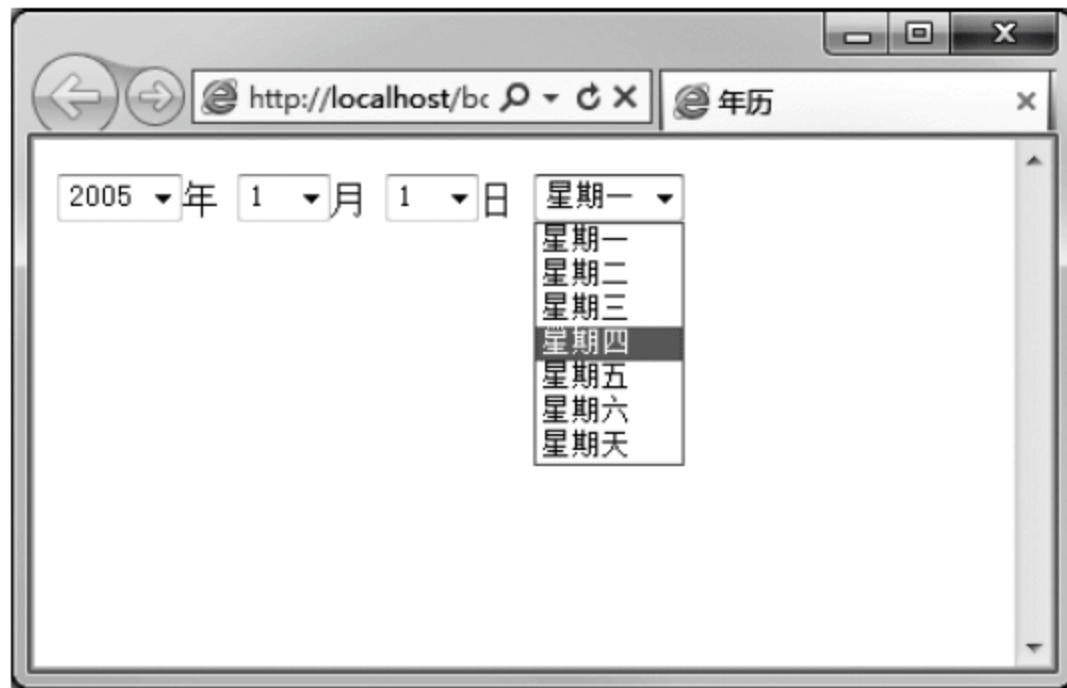 http://localhost/bc
年历
2005 年 1 月 1 日 星期一
星期一
星期二
星期三
星期四
星期五
星期六
星期天